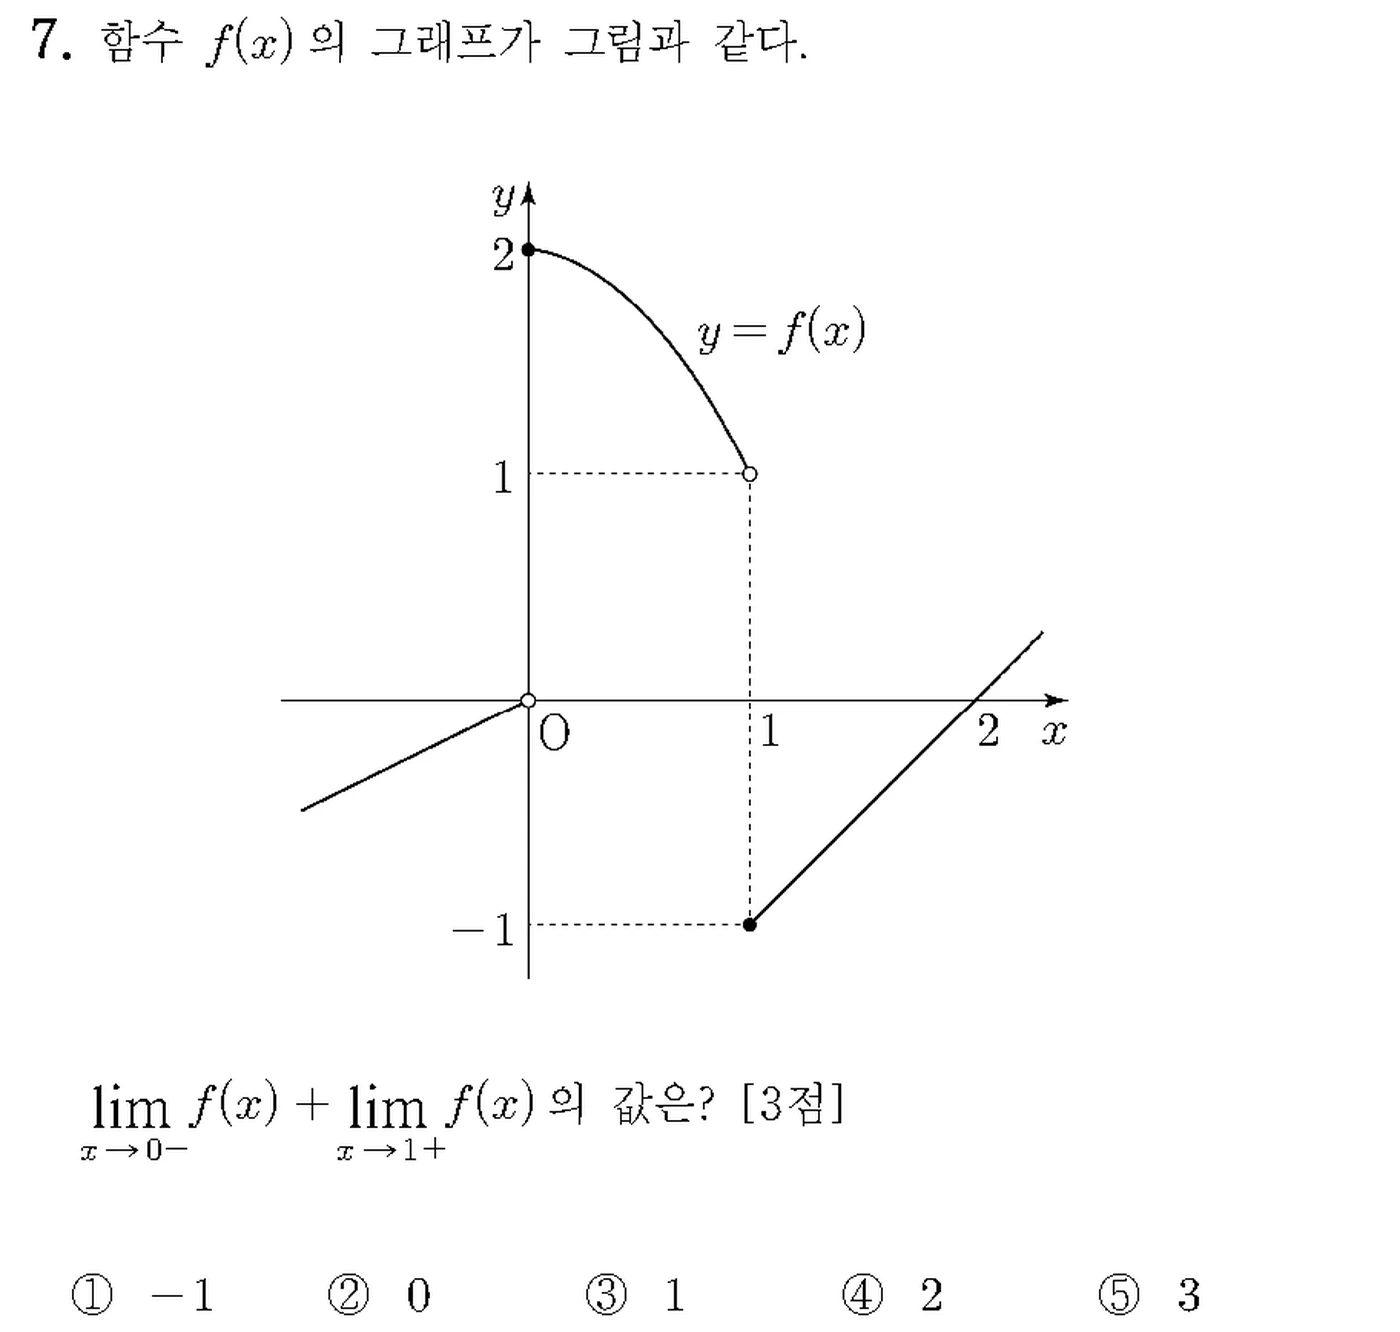 7. 함수 f(x)의 그래프가 그림과 같다.
y
2
y=f(x)
1
O
1
2
x
-1
lim f(x) + lim f(x)의 값은? [3점]
x→0- x→1+
① -1 ② 0 ③ 1 ④ 2 ⑤ 3